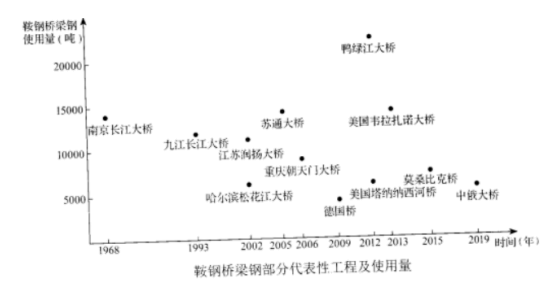 鞍钢桥梁钢
使用量(吨)
鸭绿江大桥
20000
15000
南京长江大桥
苏通大桥
美国韦拉扎诺大桥
九江长江大桥
江苏润扬大桥
10000
重庆朝天门大桥
莫桑比克桥
哈尔滨松花江大桥
美国塔纳纳西河桥
中俄大桥
5000
德国桥
1968 1993 2002 2005 2006 2009 2012 2013 2015 2019 时间(年)
鞍钢桥梁钢部分代表性工程及使用量